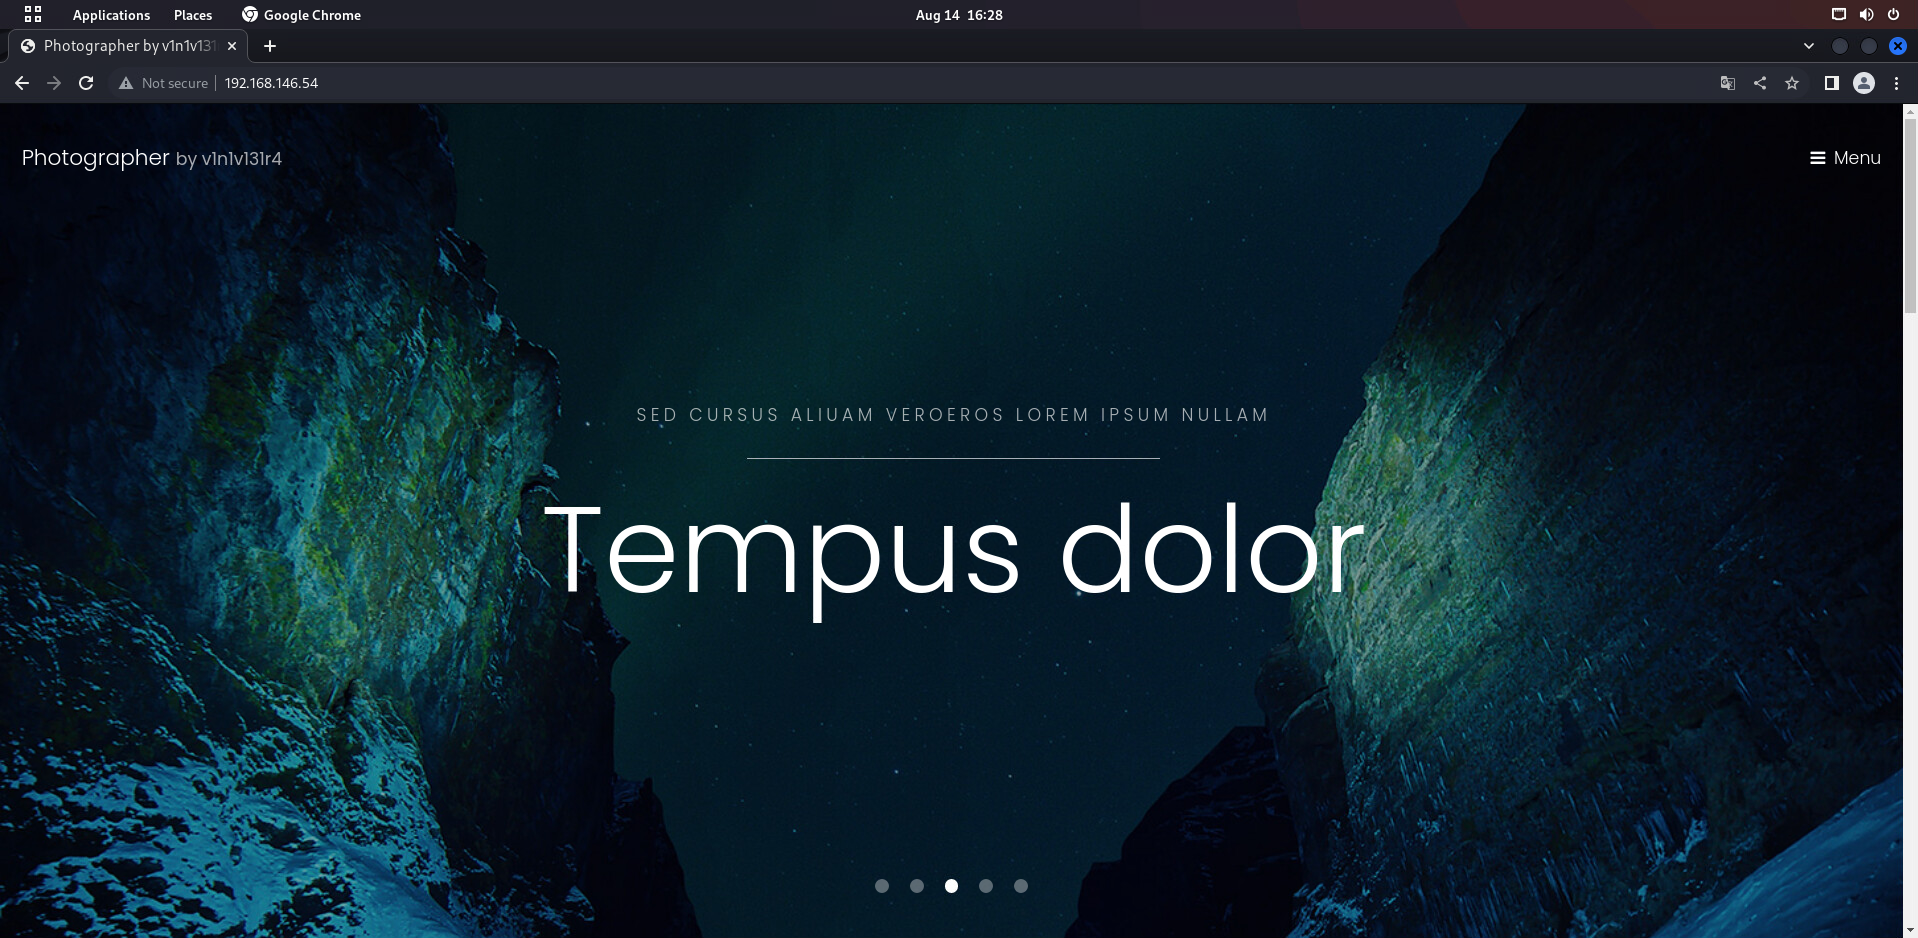 Applications Places Google Chrome Aug 14 16:28
Photographer by v1n1v131
Not secure 192.168.146.54
Photographer by v1n1v131r4 Menu
SED CURSUS ALIUAM VEROEROS LOREM IPSUM NULLAM
Tempus dolor